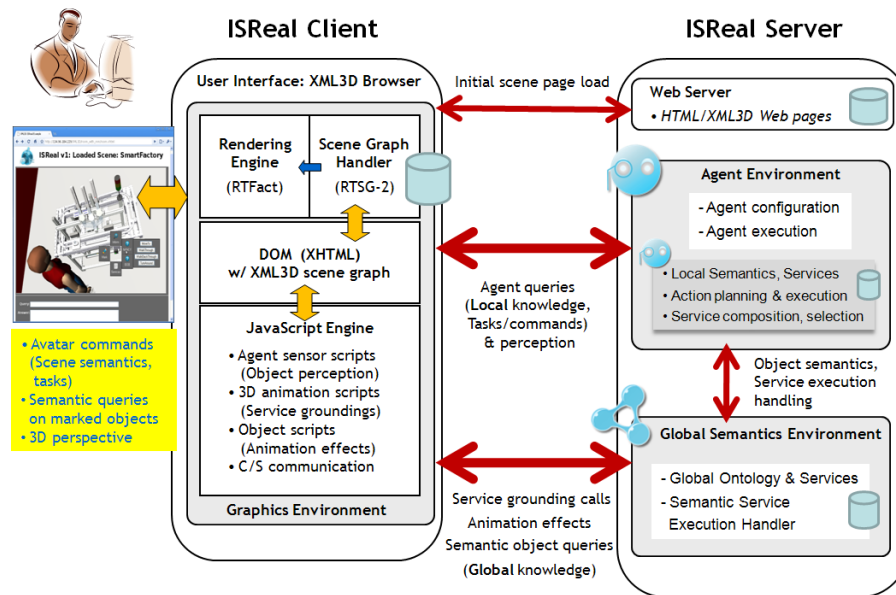 ISReal Client
ISReal Server
User Interface: XML3D Browser
Initial scene page load
Web Server
• HTML/XML3D Web pages
Rendering
Engine
(RTFact)
Scene Graph
Handler
(RTSG-2)
ISReal v1: Loaded Scene: SmartFactory
DOM (XHTML)
w/ XML3D scene graph
Agent Environment
- Agent configuration
- Agent execution
• Local Semantics, Services
• Action planning & execution
• Service composition, selection
Agent queries
(Local knowledge,
Tasks/commands)
& perception
JavaScript Engine
• Agent sensor scripts
(Object perception)
• 3D animation scripts
(Service groundings)
• Object scripts
(Animation effects)
• C/S communication
Graphics Environment
• Avatar commands
(Scene semantics,
tasks)
• Semantic queries
on marked objects
• 3D perspective
Object semantics,
Service execution
handling
Global Semantics Environment
- Global Ontology & Services
- Semantic Service
Execution Handler
Service grounding calls
Animation effects
Semantic object queries
(Global knowledge)